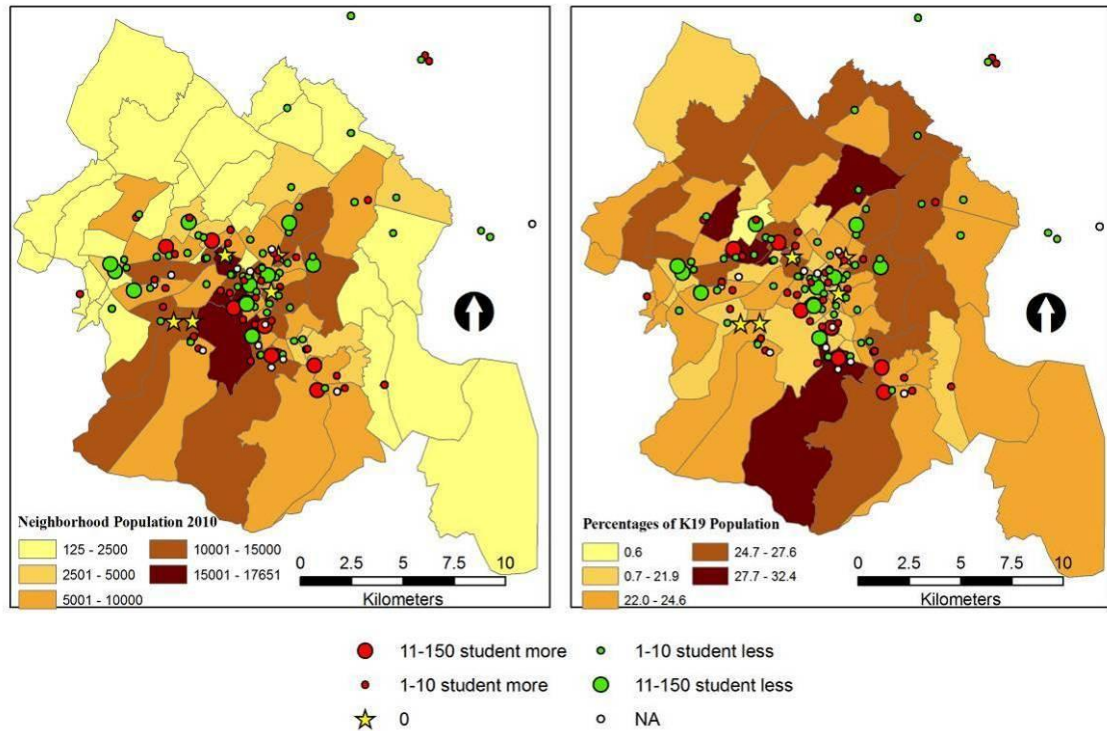 Neighborhood Population 2010
125 - 2500
2501 - 5000
5001 - 10000
10001 - 15000
15001 - 17651
0 2.5 5 7.5 10
Kilometers
Percentages of K19 Population
0.6
0.7 - 21.9
22.0 - 24.6
24.7 - 27.6
27.7 - 32.4
0 2.5 5 7.5 10
Kilometers
11-150 student more
1-10 student more
0
1-10 student less
11-150 student less
NA